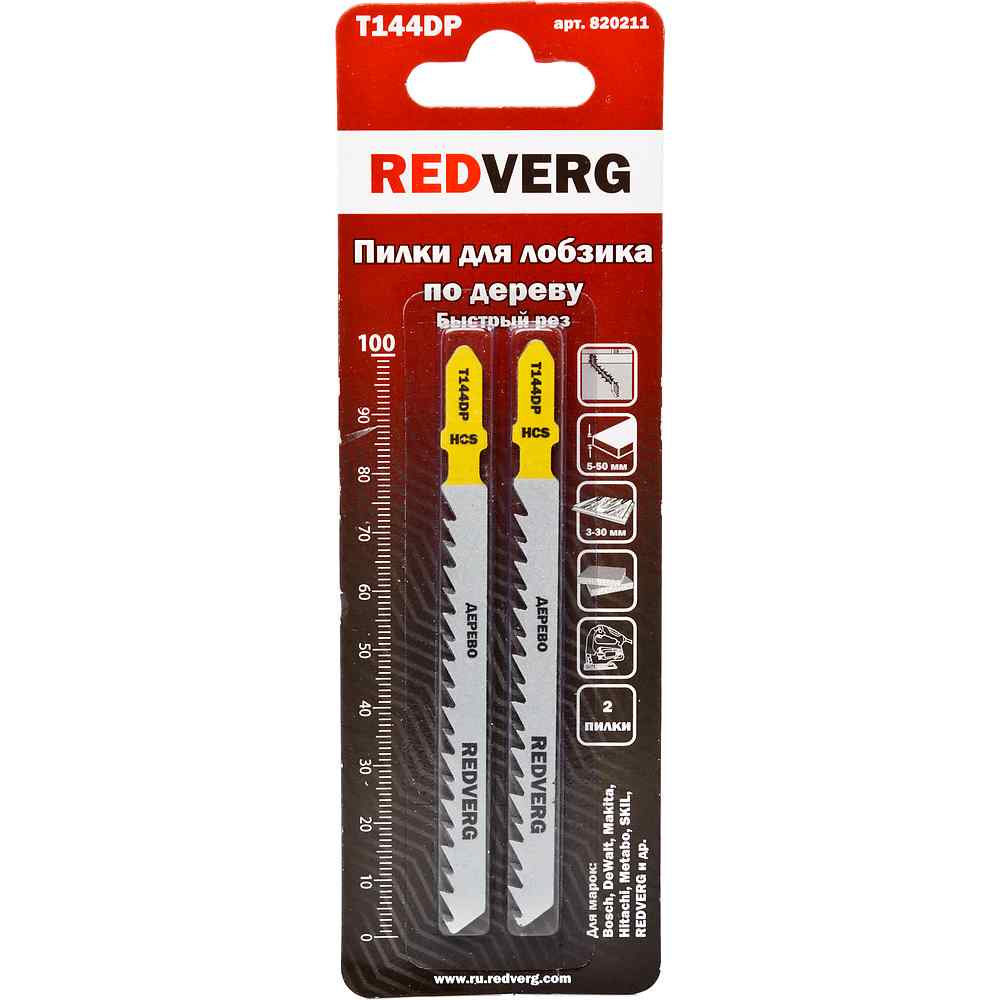 T144DP
арт. 820211
REDVERG
Пилки для лобзика
по дереву
Быстрый рез
100
90
80
70
60
50
40
30
20
10
0
T144DP
HCS
ДЕРЕВО
REDVERG
T144DP
HCS
ДЕРЕВО
REDVERG
5-50 мм
3-30 мм
2
пилки
Для марок:
Bosch, DeWalt, Makita,
Hitachi, Metabo, SKIL,
REDVERG и др.
www.ru.redverg.com